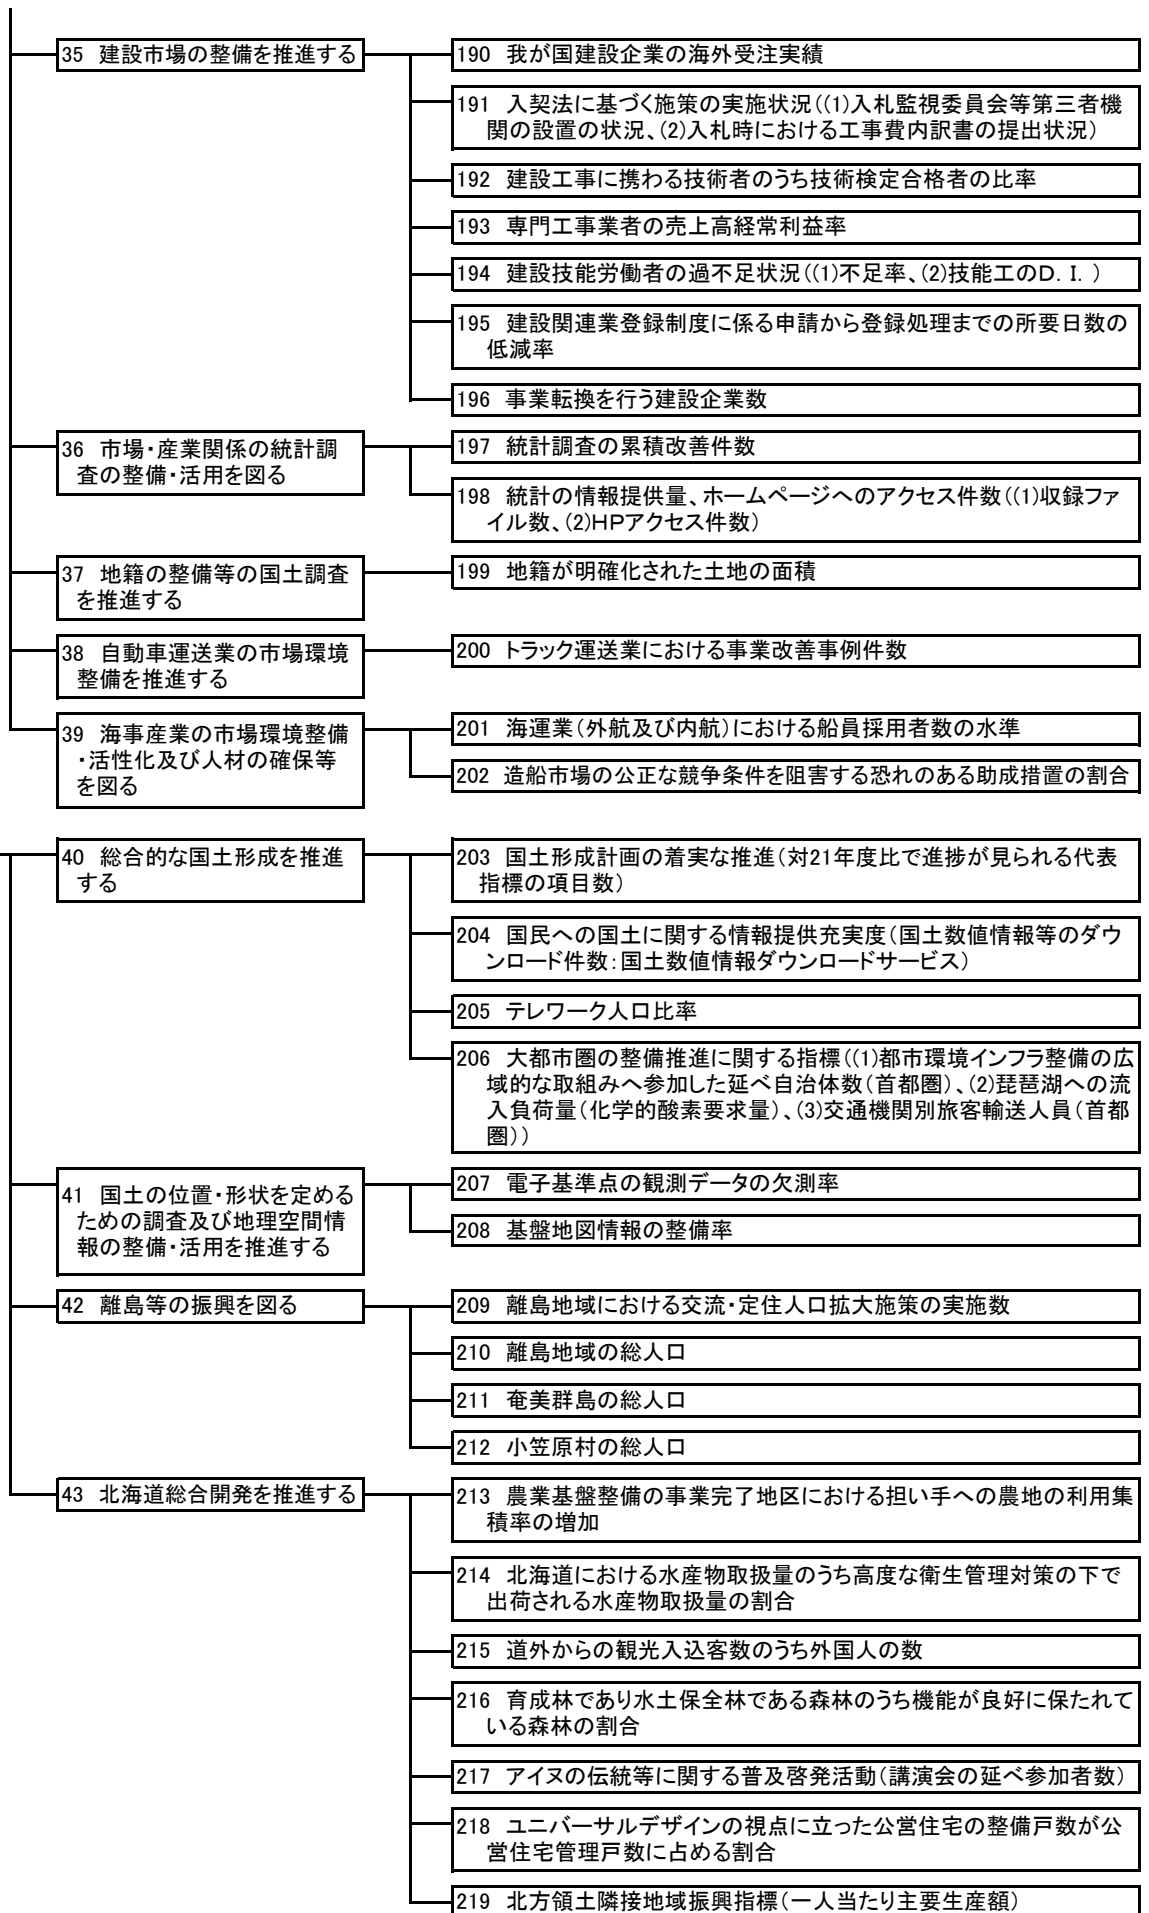 35 建設市場の整備を推進する
190 我が国建設企業の海外受注実績
191 入契法に基づく施策の実施状況((1)入札監視委員会等第三者機
関の設置の状況、(2)入札時における工事費内訳書の提出状況)
192 建設工事に携わる技術者のうち技術検定合格者の比率
193 専門工事業者の売上高経常利益率
194 建設技能労働者の過不足状況((1)不足率、(2)技能工のD.I.)
195 建設関連業登録制度に係る申請から登録処理までの所要日数の
低減率
196 事業転換を行う建設企業数
36 市場・産業関係の統計調
査の整備・活用を図る
197 統計調査の累積改善件数
198 統計の情報提供量、ホームページへのアクセス件数((1)収録ファ
イル数、(2)HPアクセス件数)
37 地籍の整備等の国土調査
を推進する
199 地籍が明確化された土地の面積
38 自動車運送業の市場環境
整備を推進する
200 トラック運送業における事業改善事例件数
39 海事産業の市場環境整備
・活性化及び人材の確保等
を図る
201 海運業(外航及び内航)における船員採用者数の水準
202 造船市場の公正な競争条件を阻害する恐れのある助成措置の割合
40 総合的な国土形成を推進
する
203 国土形成計画の着実な推進(対21年度比で進捗が見られる代表
指標の項目数)
204 国民への国土に関する情報提供充実度(国土数値情報等のダウ
ンロード件数:国土数値情報ダウンロードサービス)
205 テレワーク人口比率
206 大都市圏の整備推進に関する指標((1)都市環境インフラ整備の広
域的な取組みへ参加した延べ自治体数(首都圏)、(2)琵琶湖への流
入負荷量(化学的酸素要求量)、(3)交通機関別旅客輸送人員(首都
圏))
41 国土の位置・形状を定める
ための調査及び地理空間情
報の整備・活用を推進する
207 電子基準点の観測データの欠測率
208 基盤地図情報の整備率
42 離島等の振興を図る
209 離島地域における交流・定住人口拡大施策の実施数
210 離島地域の総人口
211 奄美群島の総人口
212 小笠原村の総人口
43 北海道総合開発を推進する
213 農業基盤整備の事業完了地区における担い手への農地の利用集
積率の増加
214 北海道における水産物取扱量のうち高度な衛生管理対策の下で
出荷される水産物取扱量の割合
215 道外からの観光入込客数のうち外国人の数
216 育成林であり水土保全林である森林のうち機能が良好に保たれて
いる森林の割合
217 アイヌの伝統等に関する普及啓発活動(講演会の延べ参加者数)
218 ユニバーサルデザインの視点に立った公営住宅の整備戸数が公
営住宅管理戸数に占める割合
219 北方領土隣接地域振興指標(一人当たり主要生産額)